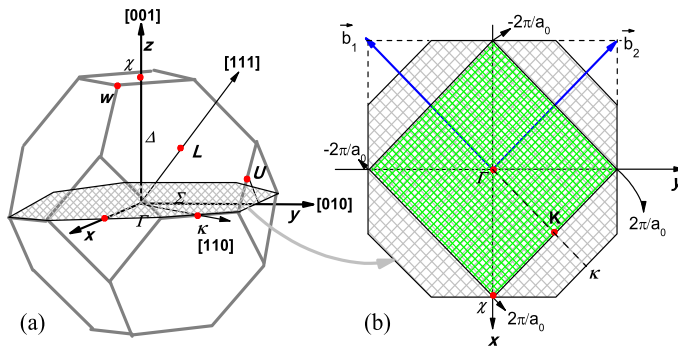 [001]
z
χ
[111]
W
L
Δ
U
Σ
y
[010]
x
Γ
κ
[110]
(a)
-2π/a0
b1
b2
-2π/a0
Γ
y
K
2π/a0
κ
χ
2π/a0
x
(b)